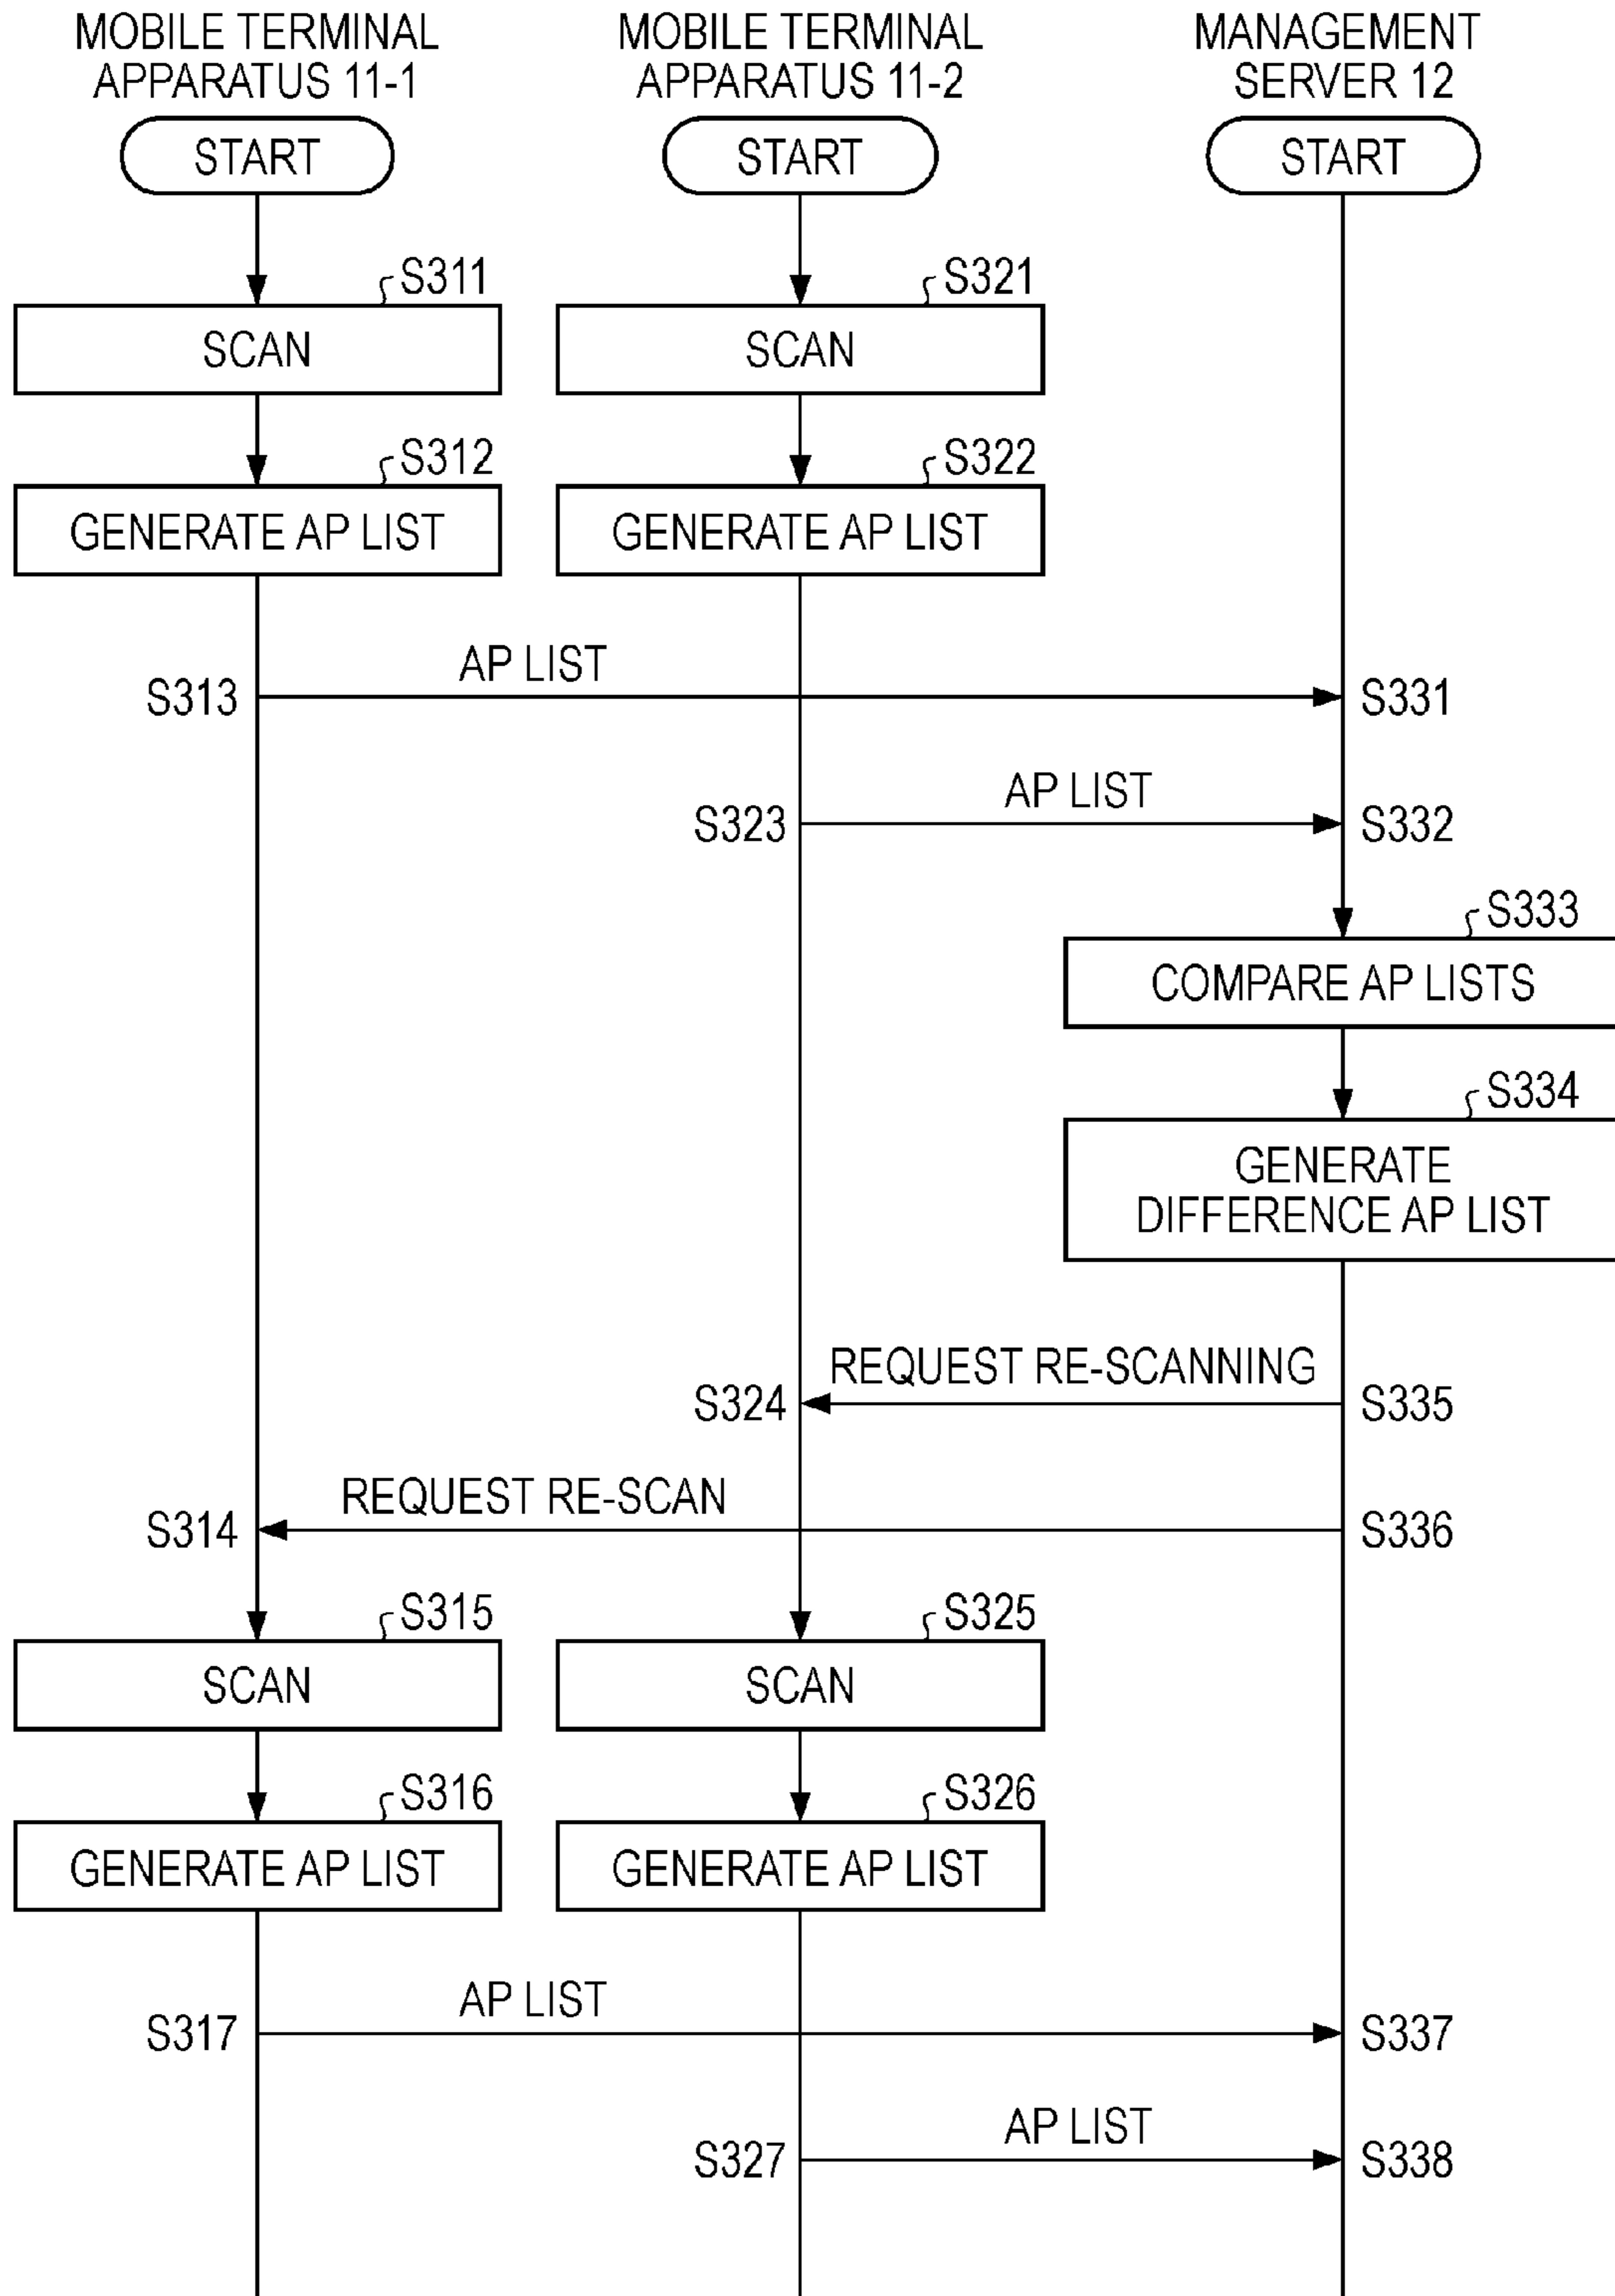 MOBILE TERMINAL
APPARATUS 11-1
MOBILE TERMINAL
APPARATUS 11-2
MANAGEMENT
SERVER 12
START
START
START
S311
S321
SCAN
SCAN
S312
S322
GENERATE AP LIST
GENERATE AP LIST
AP LIST
S313
S331
AP LIST
S323
S332
S333
COMPARE AP LISTS
S334
GENERATE
DIFFERENCE AP LIST
REQUEST RE-SCANNING
S324
S335
REQUEST RE-SCAN
S314
S336
S315
S325
SCAN
SCAN
S316
S326
GENERATE AP LIST
GENERATE AP LIST
AP LIST
S317
S337
AP LIST
S327
S338